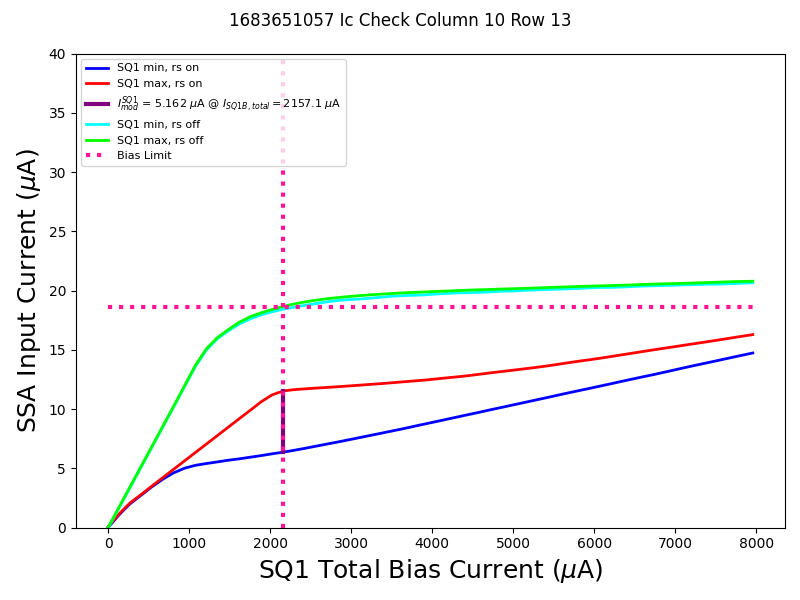 1683651057 Ic Check Column 10 Row 13
SQ1 min, rs on
SQ1 max, rs on
I_{mod}^{SQ1} = 5.162 μA @ I_{SQ1B, total} = 2157.1 μA
SQ1 min, rs off
SQ1 max, rs off
Bias Limit
40
35
30
25
20
15
10
5
0
SSA Input Current (μA)
0 1000 2000 3000 4000 5000 6000 7000 8000
SQ1 Total Bias Current (μA)